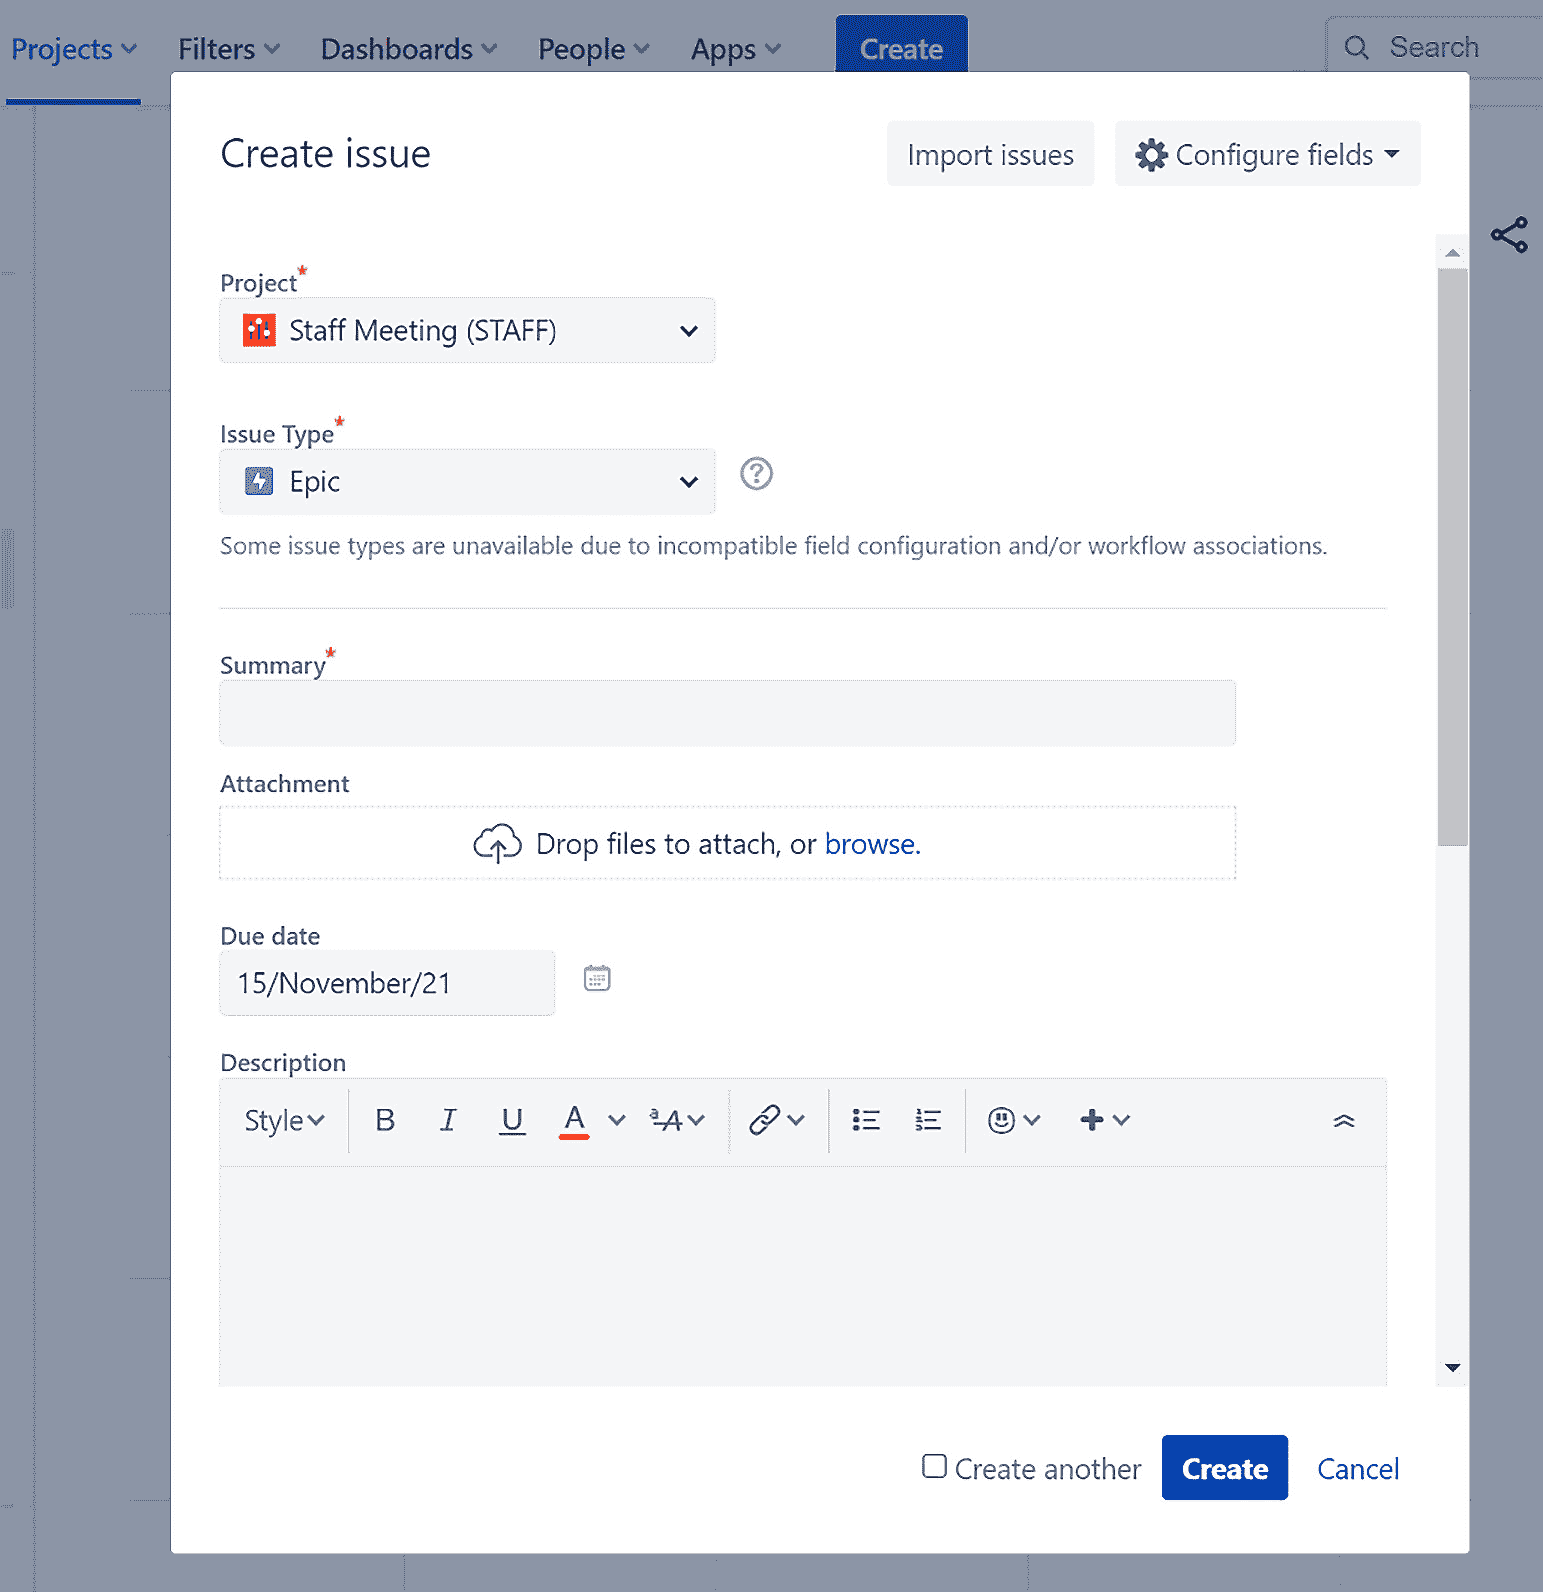 Projects Filters Dashboards People Apps Create Search
Create issue Import issues Configure fields
Project*
Staff Meeting (STAFF)
Issue Type*
Epic
Some issue types are unavailable due to incompatible field configuration and/or workflow associations.
Summary*
Attachment
Drop files to attach, or browse.
Due date
15/November/21
Description
Style B I U A ªA
Create another Create Cancel